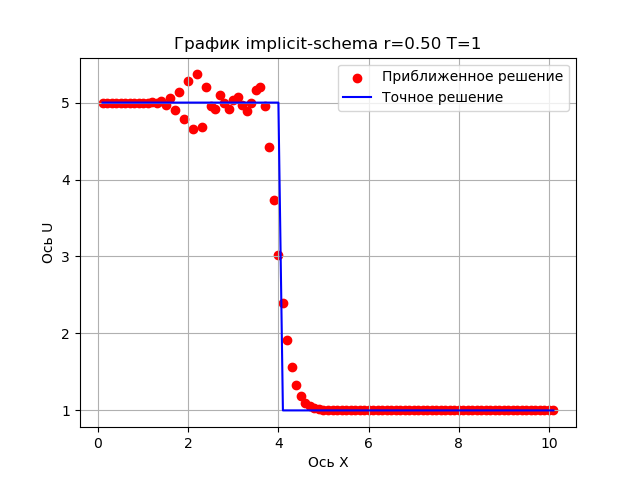 График implicit-schema r=0.50 T=1
Приближенное решение
Точное решение
Ось U
5
4
3
2
1
0
2
4
6
8
10
Ось X